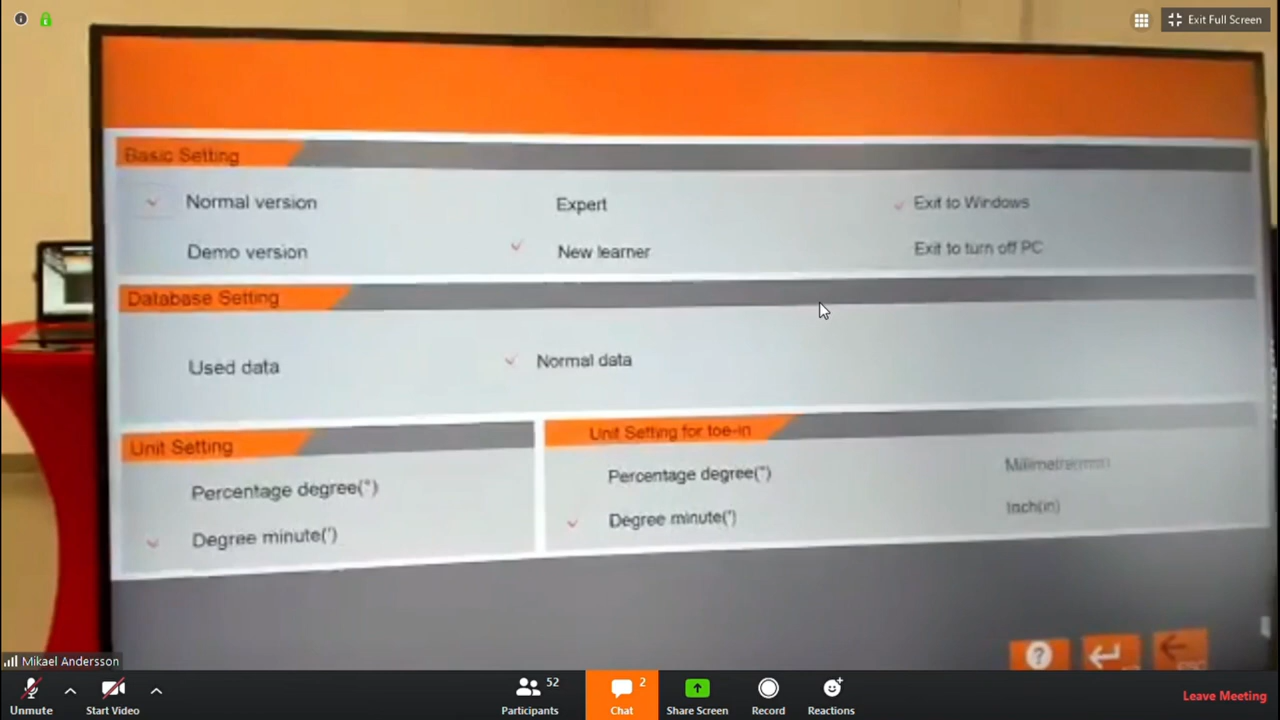 Exit Full Screen
Basic Setting
Normal version Expert Exit to Windows
Demo version New learner Exit to turn off PC
Database Setting
Used data Normal data
Unit Setting Unit Setting for toe-in
Percentage degree(°) Percentage degree(°) Millimetre(mm)
Degree minute(') Degree minute(') Inch(in)
?
ESC
Mikael Andersson
52 2
Unmute Start Video Participants Chat Share Screen Record Reactions Leave Meeting